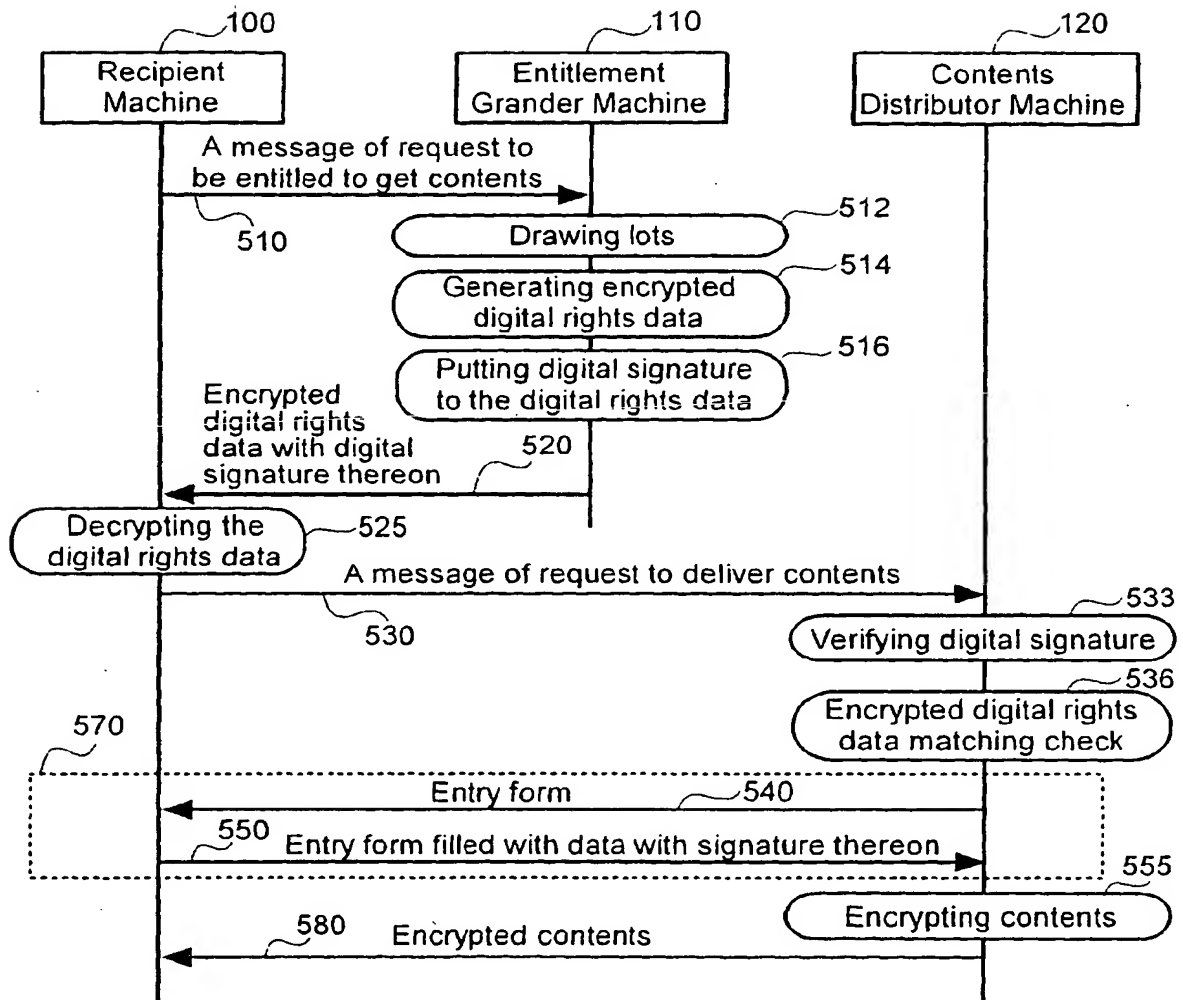 100
110
120
Recipient
Machine
Entitlement
Grander Machine
Contents
Distributor Machine
A message of request to
be entitled to get contents
510
512
Drawing lots
514
Generating encrypted
digital rights data
516
Putting digital signature
to the digital rights data
Encrypted
digital rights
data with digital
signature thereon
520
Decrypting the
digital rights data
525
A message of request to deliver contents
530
533
Verifying digital signature
536
Encrypted digital rights
data matching check
570
Entry form
540
550
Entry form filled with data with signature thereon
555
Encrypting contents
580
Encrypted contents